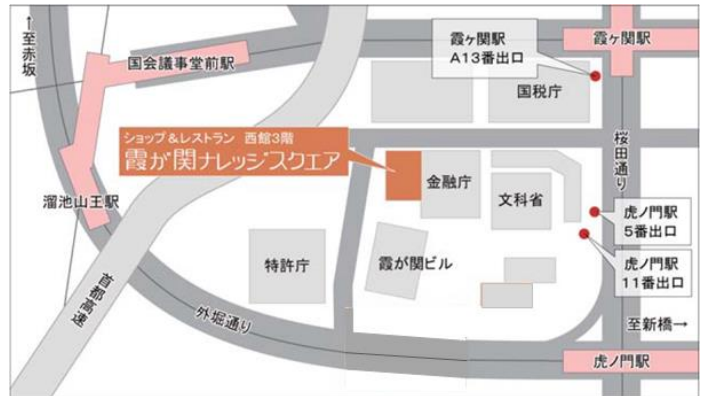 ←至赤坂
国会議事堂前駅
霞ヶ関駅
A13番出口
霞ヶ関駅
国税庁
ショップ&レストラン 西館3階
霞が関ナレッジスクエア
桜田通り
金融庁
文科省
溜池山王駅
虎ノ門駅
5番出口
特許庁
霞が関ビル
虎ノ門駅
11番出口
首都高速
外堀通り
至新橋→
虎ノ門駅